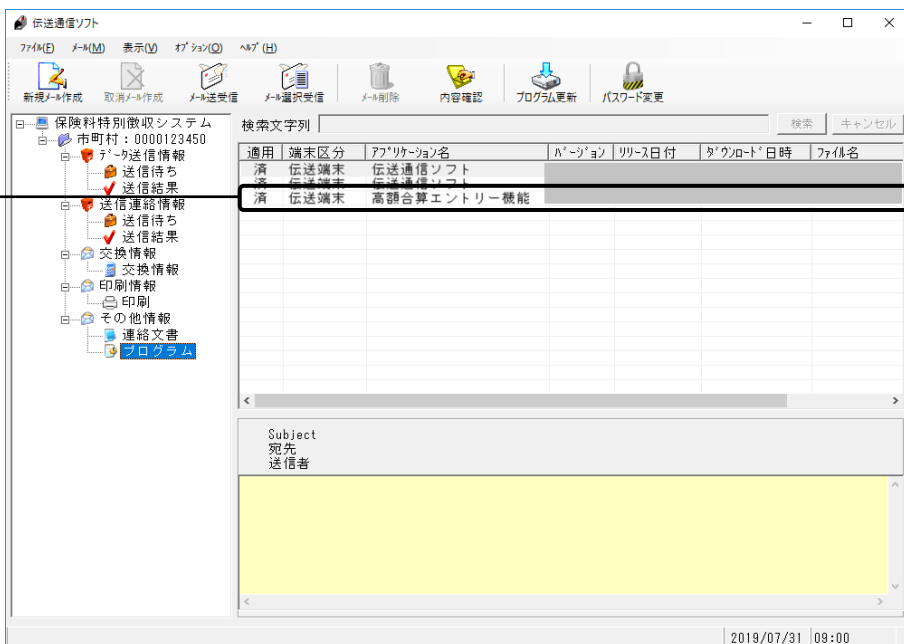 伝送通信ソフト
ファイル(F) メール(M) 表示(V) オプション(O) ヘルプ(H)
新規メール作成 取消メール作成 メール送受信 メール選択受信 メール削除 内容確認 プログラム更新 パスワード変更
保険料特別徴収システム
市町村：0000123450
データ送信情報
送信待ち
送信結果
送信連絡情報
送信待ち
送信結果
交換情報
交換情報
印刷情報
印刷
その他情報
連絡文書
プログラム
検索文字列 検索 キャンセル
適用 端末区分 アプリケーション名 バージョン リリース日付 ダウンロード日時 ファイル名
済 伝送端末 伝送通信ソフト
済 伝送端末 伝送通信ソフト
済 伝送端末 高額合算エントリー機能
Subject
宛先
送信者
2019/07/31 09:00